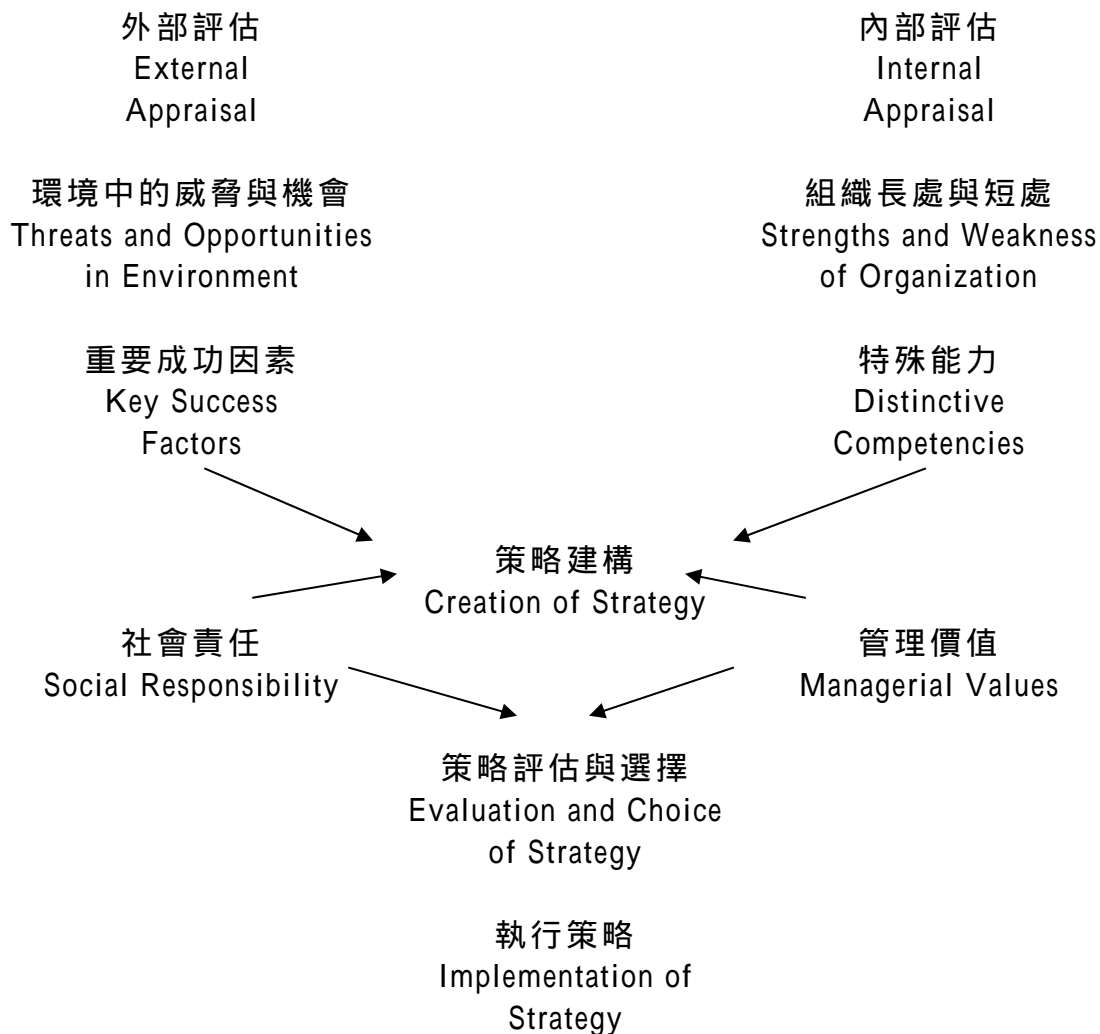 外部評估
External
Appraisal
內部評估
Internal
Appraisal
環境中的威脅與機會
Threats and Opportunities
in Environment
組織長處與短處
Strengths and Weakness
of Organization
重要成功因素
Key Success
Factors
特殊能力
Distinctive
Competencies
策略建構
Creation of Strategy
社會責任
Social Responsibility
管理價值
Managerial Values
策略評估與選擇
Evaluation and Choice
of Strategy
執行策略
Implementation of
Strategy